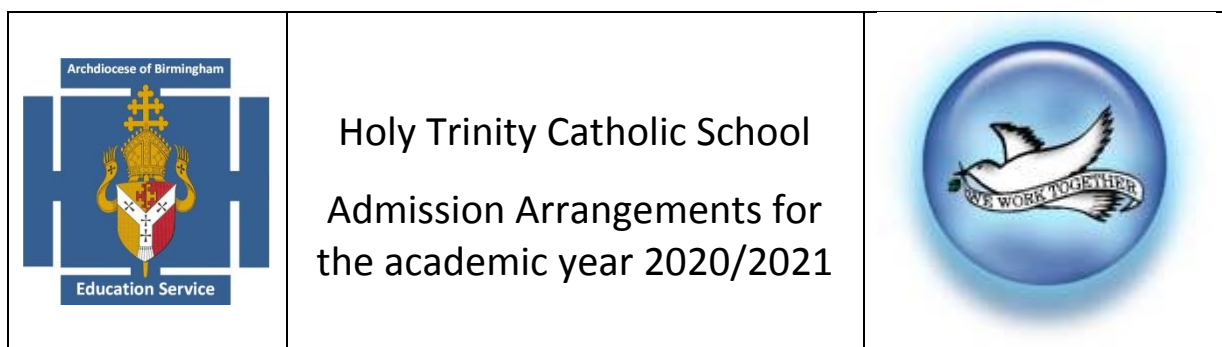 Archdiocese of Birmingham
Education Service
Holy Trinity Catholic School
Admission Arrangements for
the academic year 2020/2021
WE WORK TOGETHER